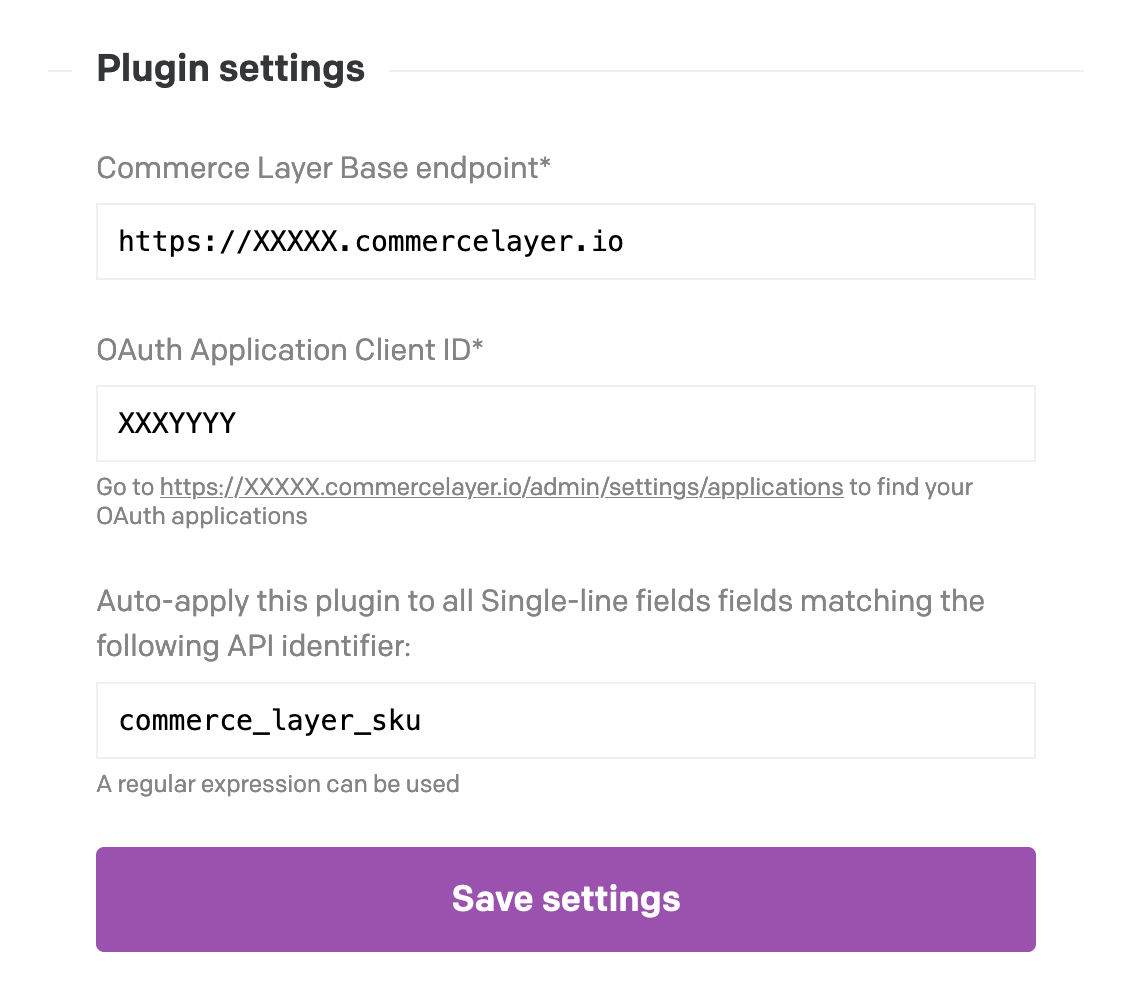 Plugin settings
Commerce Layer Base endpoint*
https://XXXXX.commercelayer.io
OAuth Application Client ID*
XXXYYYY
Go to https://XXXXX.commercelayer.io/admin/settings/applications to find your
OAuth applications
Auto-apply this plugin to all Single-line fields fields matching the
following API identifier:
commerce_layer_sku
A regular expression can be used
Save settings